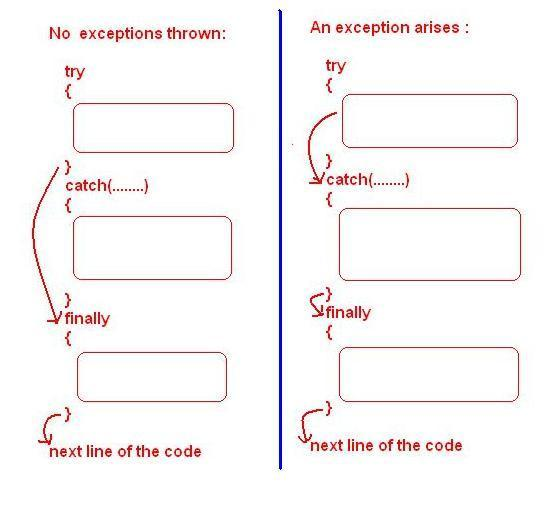 No exceptions thrown:
try
{
}
catch(........)
{
}
finally
{
}
next line of the code
An exception arises :
try
{
}
catch(........)
{
}
finally
{
}
next line of the code